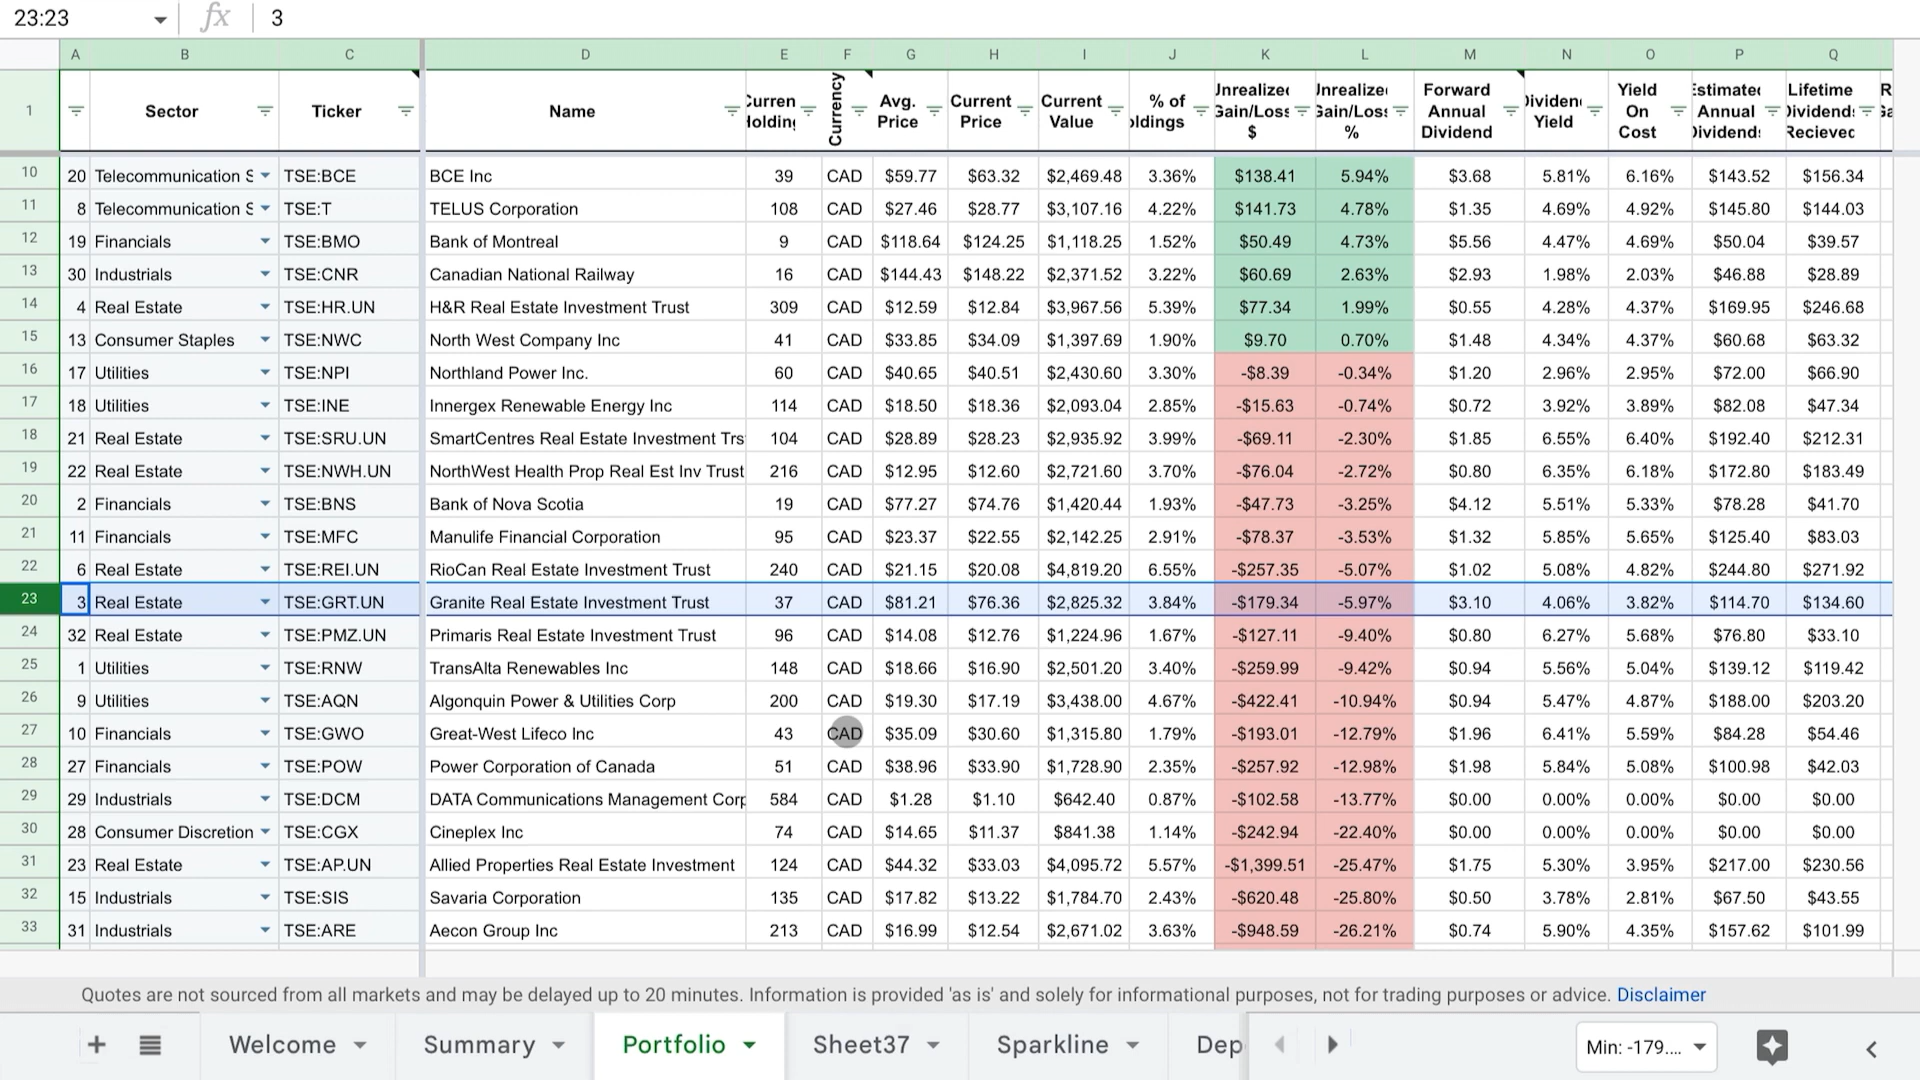 23:23 fx 3
A B C D E F G H I J K L M N O P Q
1 Sector Ticker Name Curren Holding Currency Avg. Price Current Price Current Value % of oldings Unrealized Gain/Loss $ Unrealized Gain/Loss % Forward Annual Dividend Dividend Yield Yield On Cost Estimated Annual Dividends Lifetime Dividends Recieved
10 20 Telecommunication S TSE:BCE BCE Inc 39 CAD $59.77 $63.32 $2,469.48 3.36% $138.41 5.94% $3.68 5.81% 6.16% $143.52 $156.34
11 8 Telecommunication S TSE:T TELUS Corporation 108 CAD $27.46 $28.77 $3,107.16 4.22% $141.73 4.78% $1.35 4.69% 4.92% $145.80 $144.03
12 19 Financials TSE:BMO Bank of Montreal 9 CAD $118.64 $124.25 $1,118.25 1.52% $50.49 4.73% $5.56 4.47% 4.69% $50.04 $39.57
13 30 Industrials TSE:CNR Canadian National Railway 16 CAD $144.43 $148.22 $2,371.52 3.22% $60.69 2.63% $2.93 1.98% 2.03% $46.88 $28.89
14 4 Real Estate TSE:HR.UN H&R Real Estate Investment Trust 309 CAD $12.59 $12.84 $3,967.56 5.39% $77.34 1.99% $0.55 4.28% 4.37% $169.95 $246.68
15 13 Consumer Staples TSE:NWC North West Company Inc 41 CAD $33.85 $34.09 $1,397.69 1.90% $9.70 0.70% $1.48 4.34% 4.37% $60.68 $63.32
16 17 Utilities TSE:NPI Northland Power Inc. 60 CAD $40.65 $40.51 $2,430.60 3.30% -$8.39 -0.34% $1.20 2.96% 2.95% $72.00 $66.90
17 18 Utilities TSE:INE Innergex Renewable Energy Inc 114 CAD $18.50 $18.36 $2,093.04 2.85% -$15.63 -0.74% $0.72 3.92% 3.89% $82.08 $47.34
18 21 Real Estate TSE:SRU.UN SmartCentres Real Estate Investment Trs 104 CAD $28.89 $28.23 $2,935.92 3.99% -$69.11 -2.30% $1.85 6.55% 6.40% $192.40 $212.31
19 22 Real Estate TSE:NWH.UN NorthWest Health Prop Real Est Inv Trust 216 CAD $12.95 $12.60 $2,721.60 3.70% -$76.04 -2.72% $0.80 6.35% 6.18% $172.80 $183.49
20 2 Financials TSE:BNS Bank of Nova Scotia 19 CAD $77.27 $74.76 $1,420.44 1.93% -$47.73 -3.25% $4.12 5.51% 5.33% $78.28 $41.70
21 11 Financials TSE:MFC Manulife Financial Corporation 95 CAD $23.37 $22.55 $2,142.25 2.91% -$78.37 -3.53% $1.32 5.85% 5.65% $125.40 $83.03
22 6 Real Estate TSE:REI.UN RioCan Real Estate Investment Trust 240 CAD $21.15 $20.08 $4,819.20 6.55% -$257.35 -5.07% $1.02 5.08% 4.82% $244.80 $271.92
23 3 Real Estate TSE:GRT.UN Granite Real Estate Investment Trust 37 CAD $81.21 $76.36 $2,825.32 3.84% -$179.34 -5.97% $3.10 4.06% 3.82% $114.70 $134.60
24 32 Real Estate TSE:PMZ.UN Primaris Real Estate Investment Trust 96 CAD $14.08 $12.76 $1,224.96 1.67% -$127.11 -9.40% $0.80 6.27% 5.68% $76.80 $33.10
25 1 Utilities TSE:RNW TransAlta Renewables Inc 148 CAD $18.66 $16.90 $2,501.20 3.40% -$259.99 -9.42% $0.94 5.56% 5.04% $139.12 $119.42
26 9 Utilities TSE:AQN Algonquin Power & Utilities Corp 200 CAD $19.30 $17.19 $3,438.00 4.67% -$422.41 -10.94% $0.94 5.47% 4.87% $188.00 $203.20
27 10 Financials TSE:GWO Great-West Lifeco Inc 43 CAD $35.09 $30.60 $1,315.80 1.79% -$193.01 -12.79% $1.96 6.41% 5.59% $84.28 $54.46
28 27 Financials TSE:POW Power Corporation of Canada 51 CAD $38.96 $33.90 $1,728.90 2.35% -$257.92 -12.98% $1.98 5.84% 5.08% $100.98 $42.03
29 29 Industrials TSE:DCM DATA Communications Management Corp 584 CAD $1.28 $1.10 $642.40 0.87% -$102.58 -13.77% $0.00 0.00% 0.00% $0.00 $0.00
30 28 Consumer Discretion TSE:CGX Cineplex Inc 74 CAD $14.65 $11.37 $841.38 1.14% -$242.94 -22.40% $0.00 0.00% 0.00% $0.00 $0.00
31 23 Real Estate TSE:AP.UN Allied Properties Real Estate Investment 124 CAD $44.32 $33.03 $4,095.72 5.57% -$1,399.51 -25.47% $1.75 5.30% 3.95% $217.00 $230.56
32 15 Industrials TSE:SIS Savaria Corporation 135 CAD $17.82 $13.22 $1,784.70 2.43% -$620.48 -25.80% $0.50 3.78% 2.81% $67.50 $43.55
33 31 Industrials TSE:ARE Aecon Group Inc 213 CAD $16.99 $12.54 $2,671.02 3.63% -$948.59 -26.21% $0.74 5.90% 4.35% $157.62 $101.99
Quotes are not sourced from all markets and may be delayed up to 20 minutes. Information is provided 'as is' and solely for informational purposes, not for trading purposes or advice. Disclaimer
Welcome Summary Portfolio Sheet37 Sparkline Dep Min: -179....